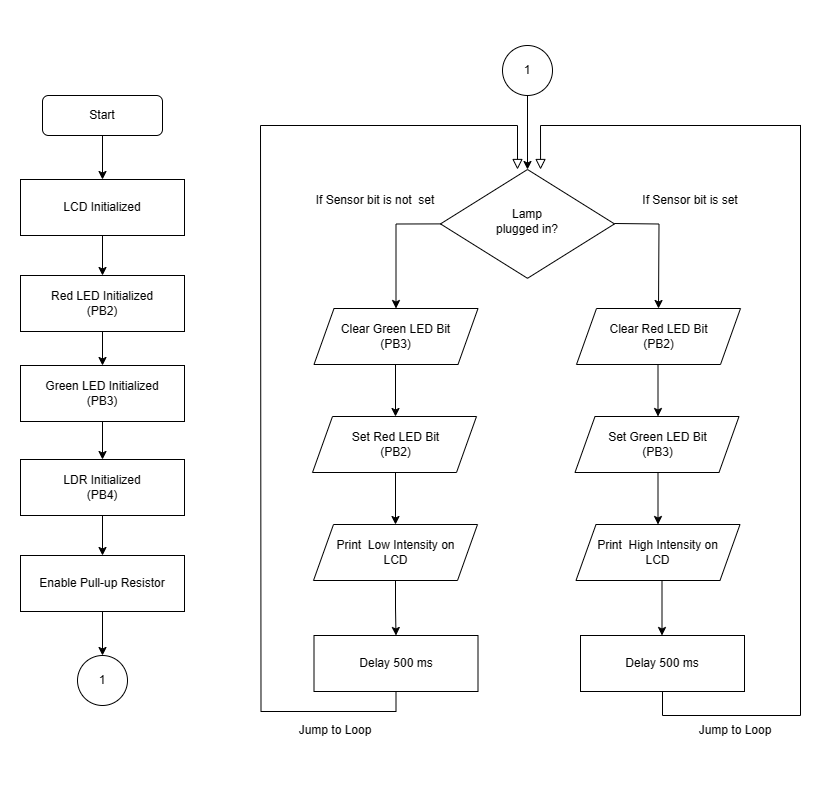 Start
LCD Initialized
Red LED Initialized
(PB2)
Green LED Initialized
(PB3)
LDR Initialized
(PB4)
Enable Pull-up Resistor
1
1
Lamp
plugged in?
If Sensor bit is not  set
Clear Green LED Bit
(PB3)
Set Red LED Bit
(PB2)
Print  Low Intensity on
LCD
Delay 500 ms
Jump to Loop
If Sensor bit is set
Clear Red LED Bit
(PB2)
Set Green LED Bit
(PB3)
Print  High Intensity on
LCD
Delay 500 ms
Jump to Loop